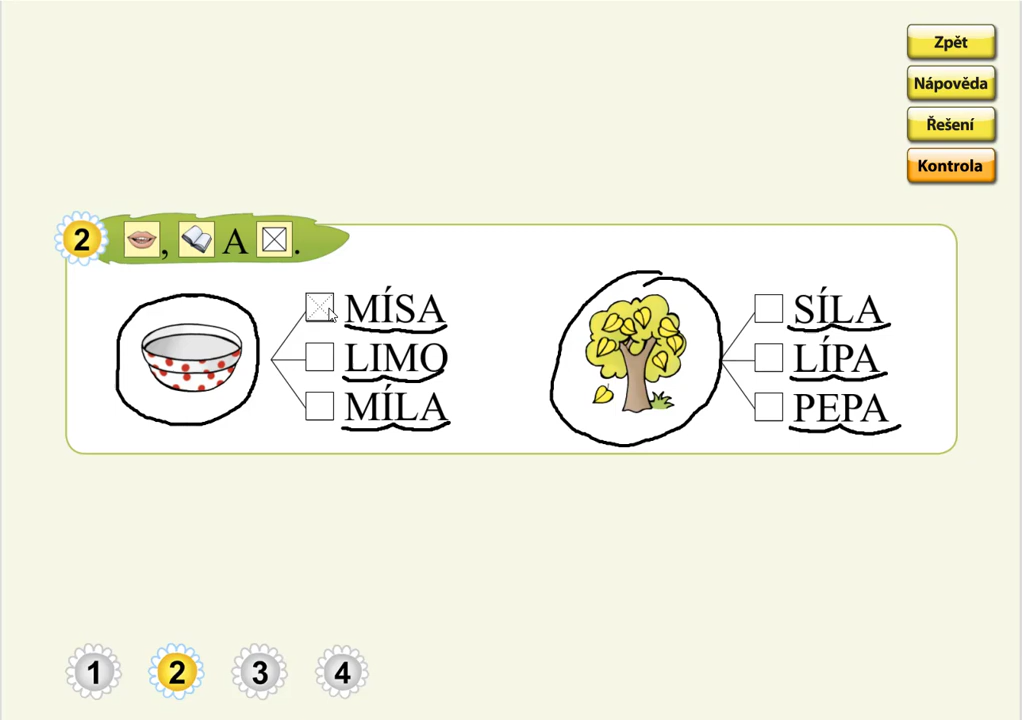 Zpět
Nápověda
Řešení
Kontrola
2 , A .
MÍSA
LIMO
MÍLA
SÍLA
LÍPA
PEPA
1 2 3 4